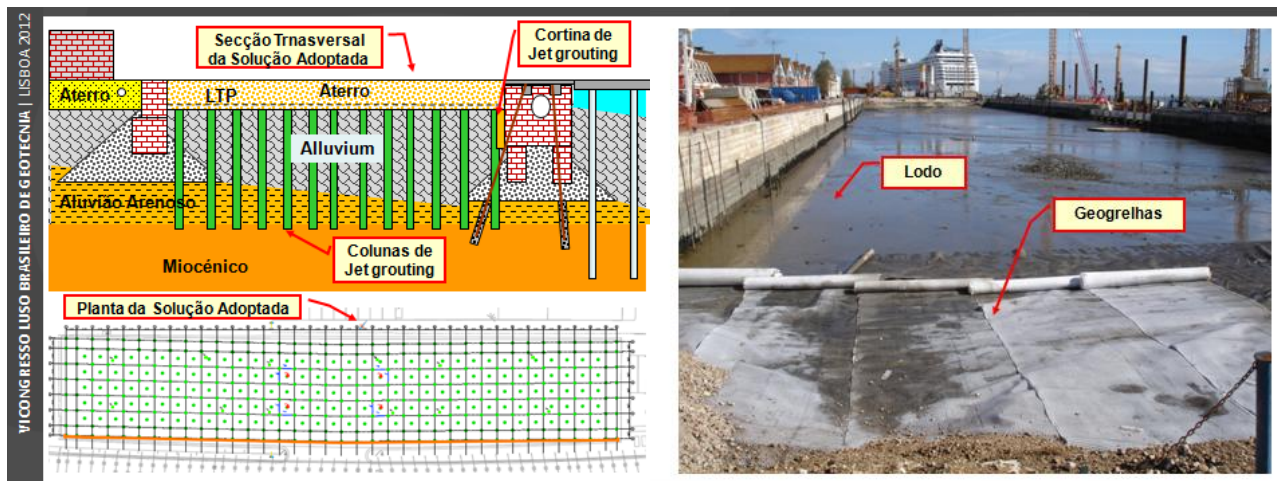 VI CONGRESSO LUSO BRASILEIRO DE GEOTECNIA | LISBOA 2012
Secção Trnasversal
da Solução Adoptada
Cortina de
Jet grouting
Aterro
LTP
Aterro
Alluvium
Aluvião Arenoso
Colunas de
Jet grouting
Miocénico
Planta da Solução Adoptada
Lodo
Geogrelhas